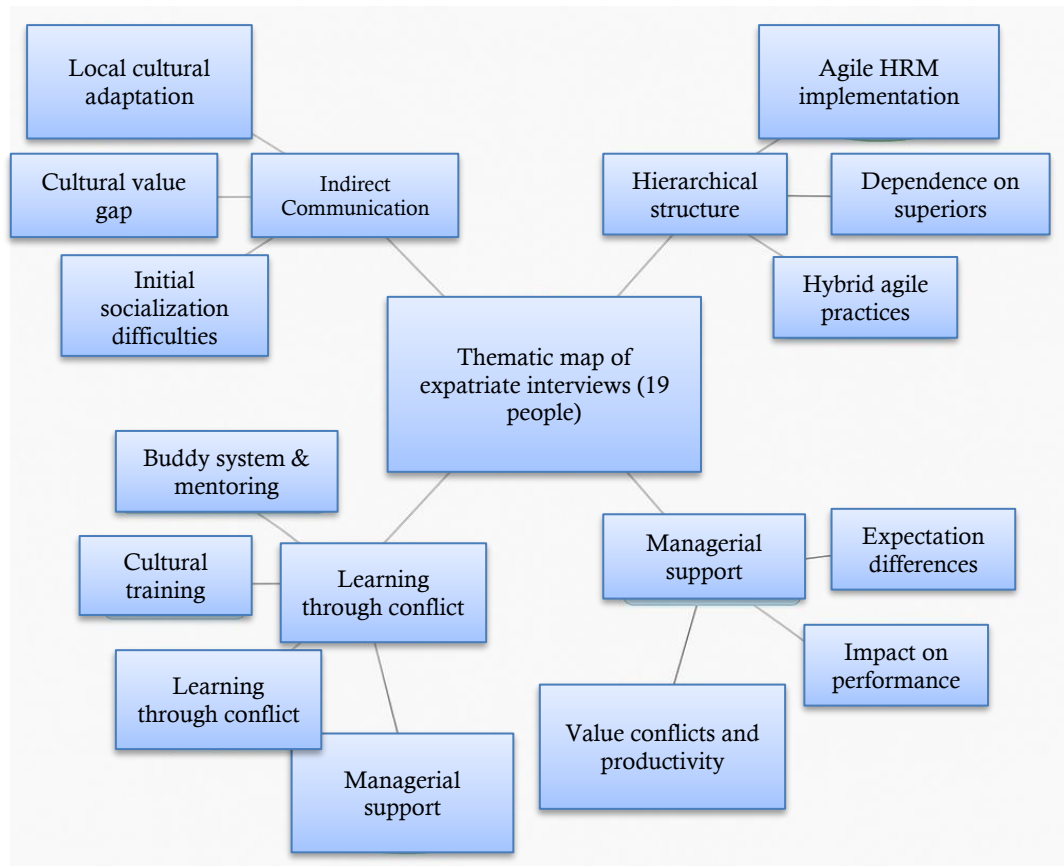 Local cultural
adaptation
Cultural value
gap
Indirect
Communication
Initial
socialization
difficulties
Agile HRM
implementation
Hierarchical
structure
Dependence on
superiors
Hybrid agile
practices
Thematic map of
expatriate interviews (19
people)
Buddy system &
mentoring
Cultural
training
Learning
through conflict
Learning
through conflict
Managerial
support
Managerial
support
Expectation
differences
Impact on
performance
Value conflicts and
productivity